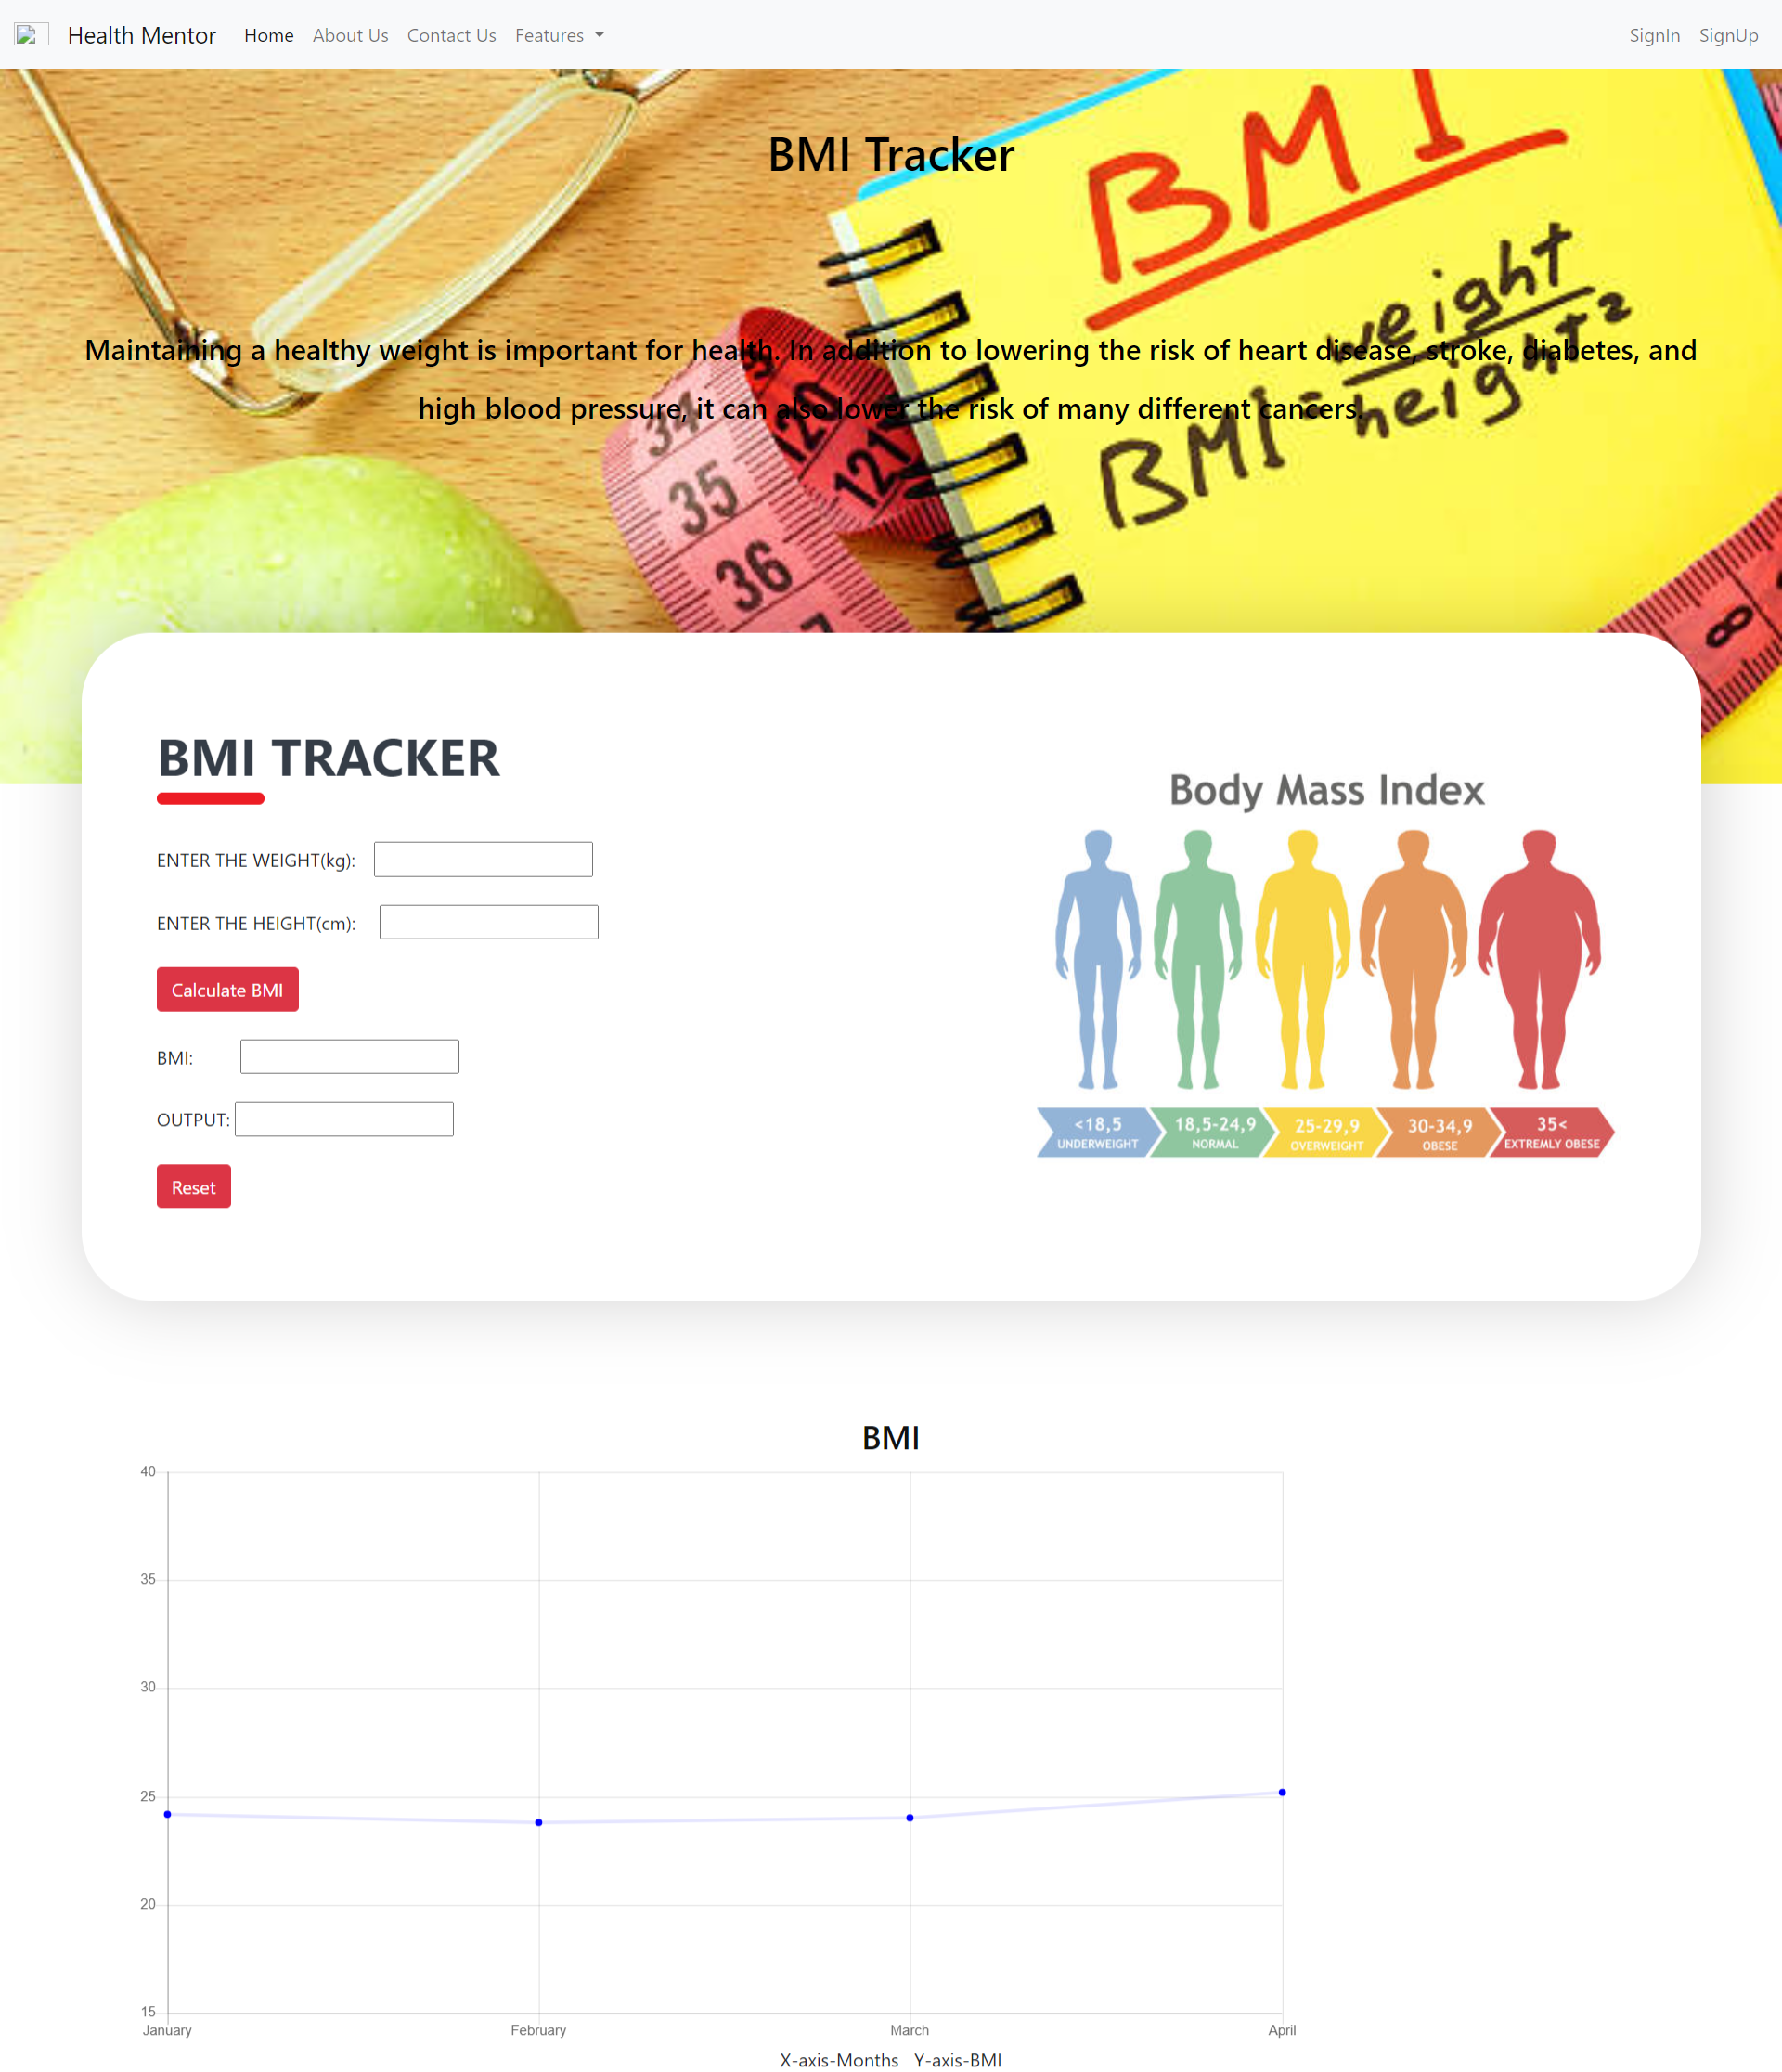 Health Mentor Home About Us Contact Us Features SignIn SignUp
BMI Tracker
BMI
Maintaining a healthy weight is important for health. In addition to lowering the risk of heart disease, stroke, diabetes, and
high blood pressure, it can also lower the risk of many different cancers.
BMI = weight
height²
34
35
36
7
120
121
8
BMI TRACKER
ENTER THE WEIGHT(kg):
ENTER THE HEIGHT(cm):
Calculate BMI
BMI:
OUTPUT:
Reset
Body Mass Index
<18,5 18,5-24,9 25-29,9 30-34,9 35<
UNDERWEIGHT NORMAL OVERWEIGHT OBESE EXTREMLY OBESE
BMI
40
35
30
25
20
15
January February March April
X-axis-Months Y-axis-BMI